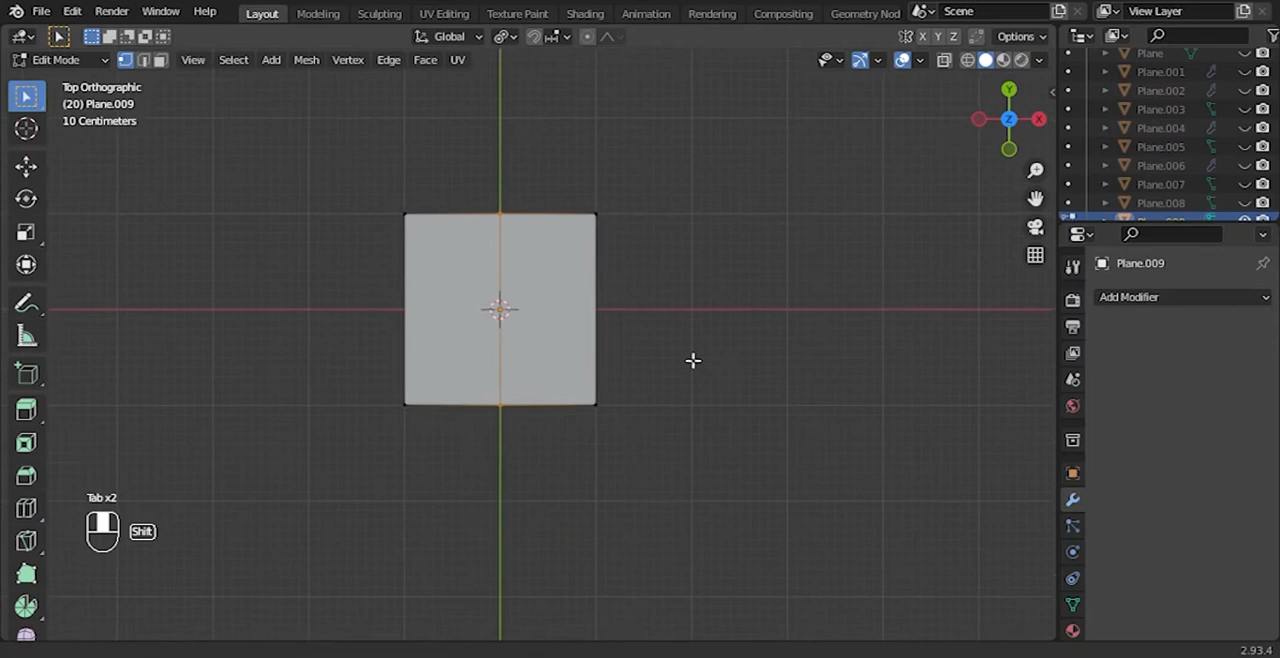 File Edit Render Window Help Layout Modeling Sculpting UV Editing Texture Paint Shading Animation Rendering Compositing Geometry Nod Scene View Layer
Global Options
Edit Mode View Select Add Mesh Vertex Edge Face UV X Y Z
Top Orthographic
(20) Plane.009
10 Centimeters
Y
Z
X
Plane
Plane.001
Plane.002
Plane.003
Plane.004
Plane.005
Plane.006
Plane.007
Plane.008
Plane.009
Add Modifier
Tab x2
Shift
2.93.4